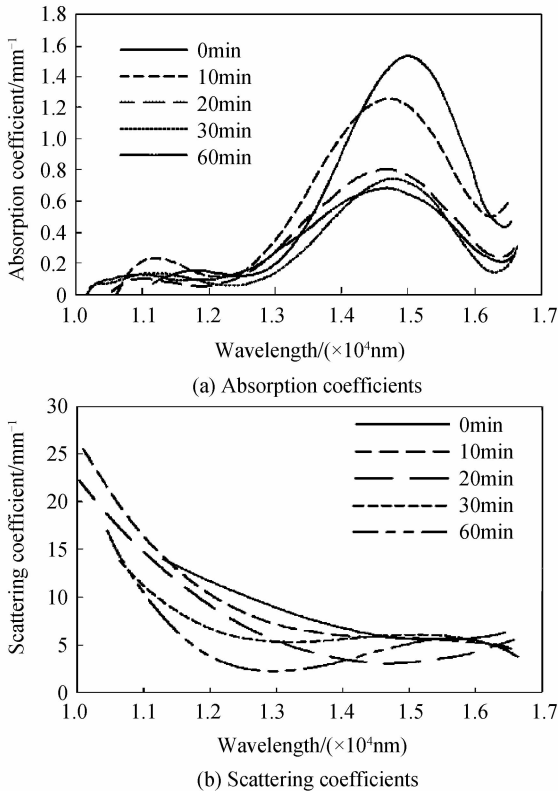 1.8
1.6
1.4
1.2
1.0
0.8
0.6
0.4
0.2
0
Absorption coefficient/mm⁻¹
0min
10min
20min
30min
60min
1.0 1.1 1.2 1.3 1.4 1.5 1.6 1.7
Wavelength/(×10⁴nm)
(a) Absorption coefficients
30
25
20
15
10
5
0
Scattering coefficient/mm⁻¹
0min
10min
20min
30min
60min
1.0 1.1 1.2 1.3 1.4 1.5 1.6 1.7
Wavelength/(×10⁴nm)
(b) Scattering coefficients